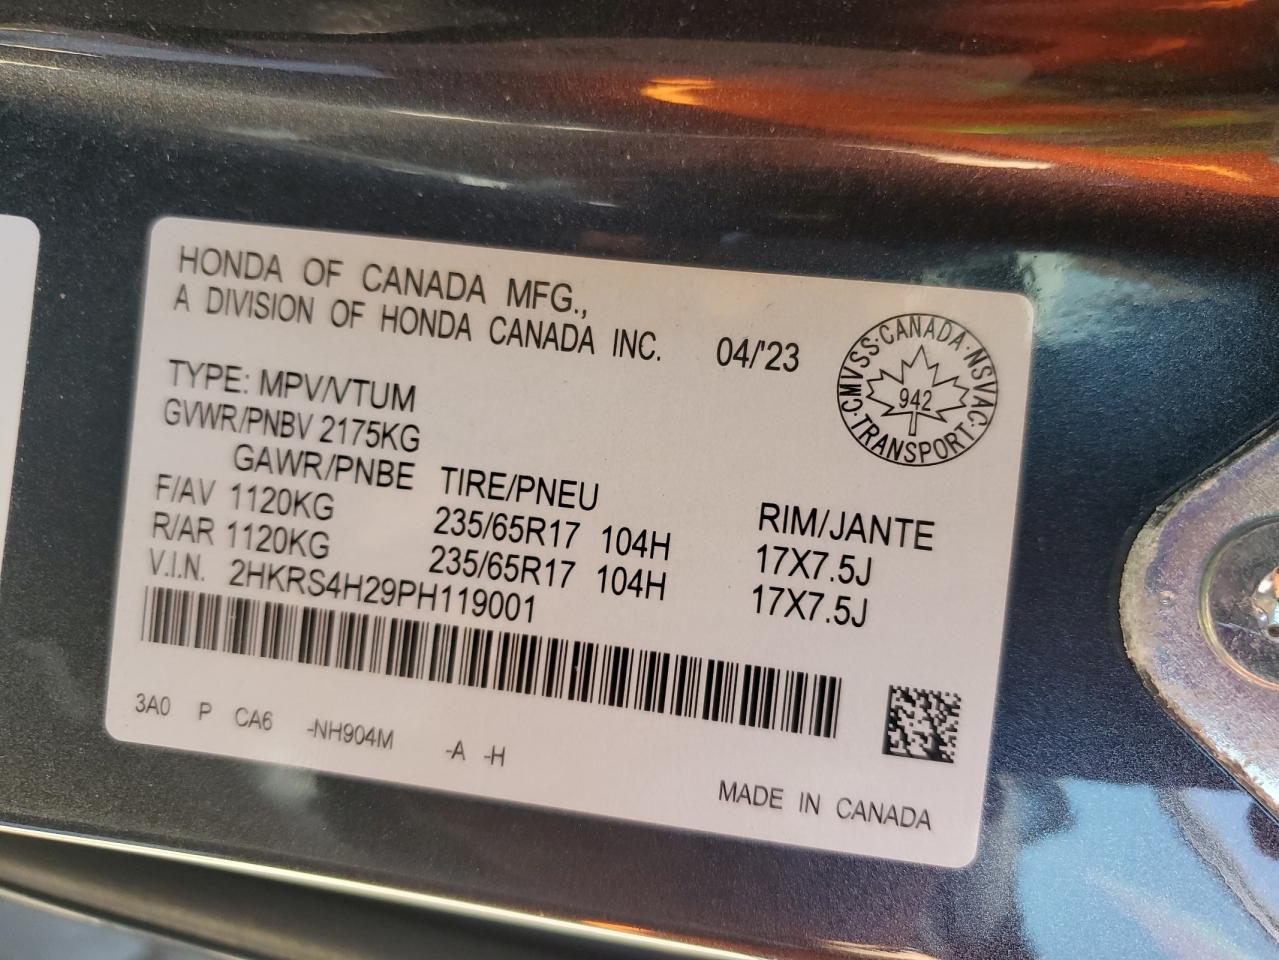 HONDA OF CANADA MFG.,
A DIVISION OF HONDA CANADA INC. 04/'23
CMVSS·CANADA·NSVAC·TRANSPORT·
942
TYPE: MPV/VTUM
GVWR/PNBV 2175KG
GAWR/PNBE TIRE/PNEU RIM/JANTE
F/AV 1120KG 235/65R17 104H 17X7.5J
R/AR 1120KG 235/65R17 104H 17X7.5J
V.I.N. 2HKRS4H29PH119001
3A0 P CA6 -NH904M -A -H
MADE IN CANADA